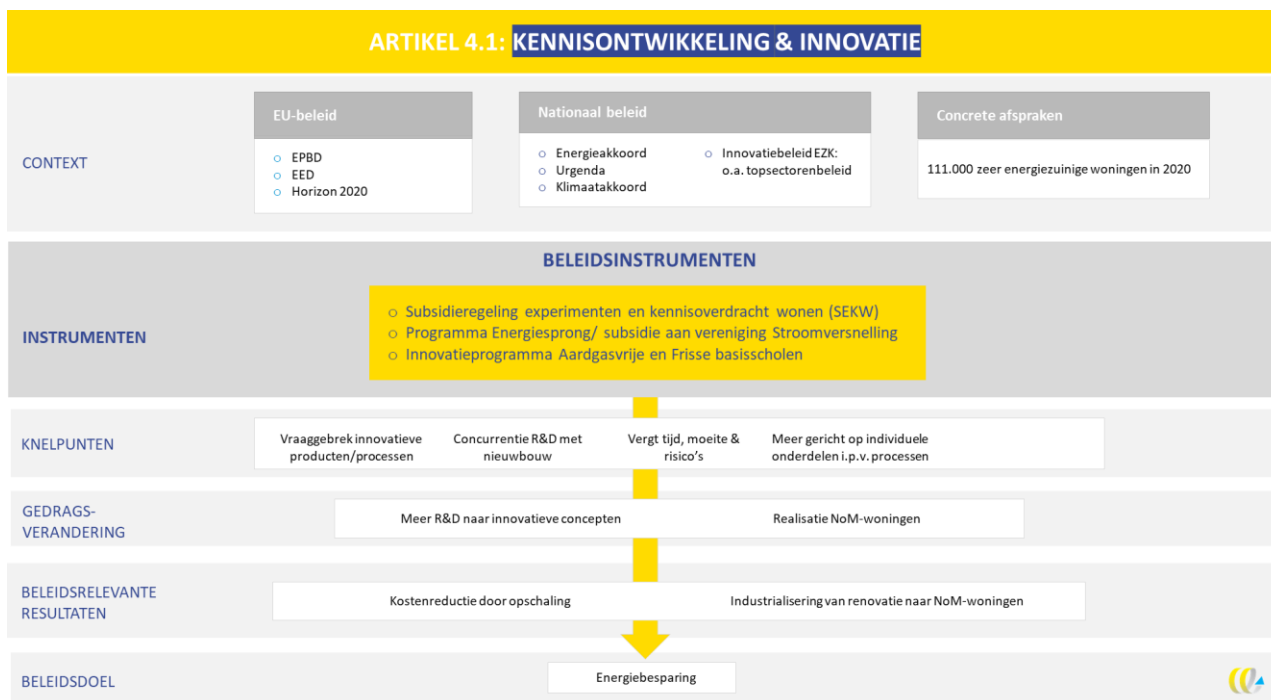 ARTIKEL 4.1: KENNISONTWIKKELING & INNOVATIE
CONTEXT
EU-beleid
o EPBD
o EED
o Horizon 2020
Nationaal beleid
o Energieakkoord
o Urgenda
o Klimaatakkoord
o Innovatiebeleid EZK:
o.a. topsectorenbeleid
Concrete afspraken
111.000 zeer energiezuinige woningen in 2020
BELEIDSINSTRUMENTEN
INSTRUMENTEN
o Subsidieregeling experimenten en kennisoverdracht wonen (SEKW)
o Programma Energiesprong/ subsidie aan vereniging Stroomversnelling
o Innovatieprogramma Aardgasvrije en Frisse basisscholen
KNELPUNTEN
Vraaggebrek innovatieve
producten/processen
Concurrentie R&D met
nieuwbouw
Vergt tijd, moeite &
risico's
Meer gericht op individuele
onderdelen i.p.v. processen
GEDRAGS-
VERANDERING
Meer R&D naar innovatieve concepten
Realisatie NoM-woningen
BELEIDSRELEVANTE
RESULTATEN
Kostenreductie door opschaling
Industrialisering van renovatie naar NoM-woningen
BELEIDSDOEL
Energiebesparing